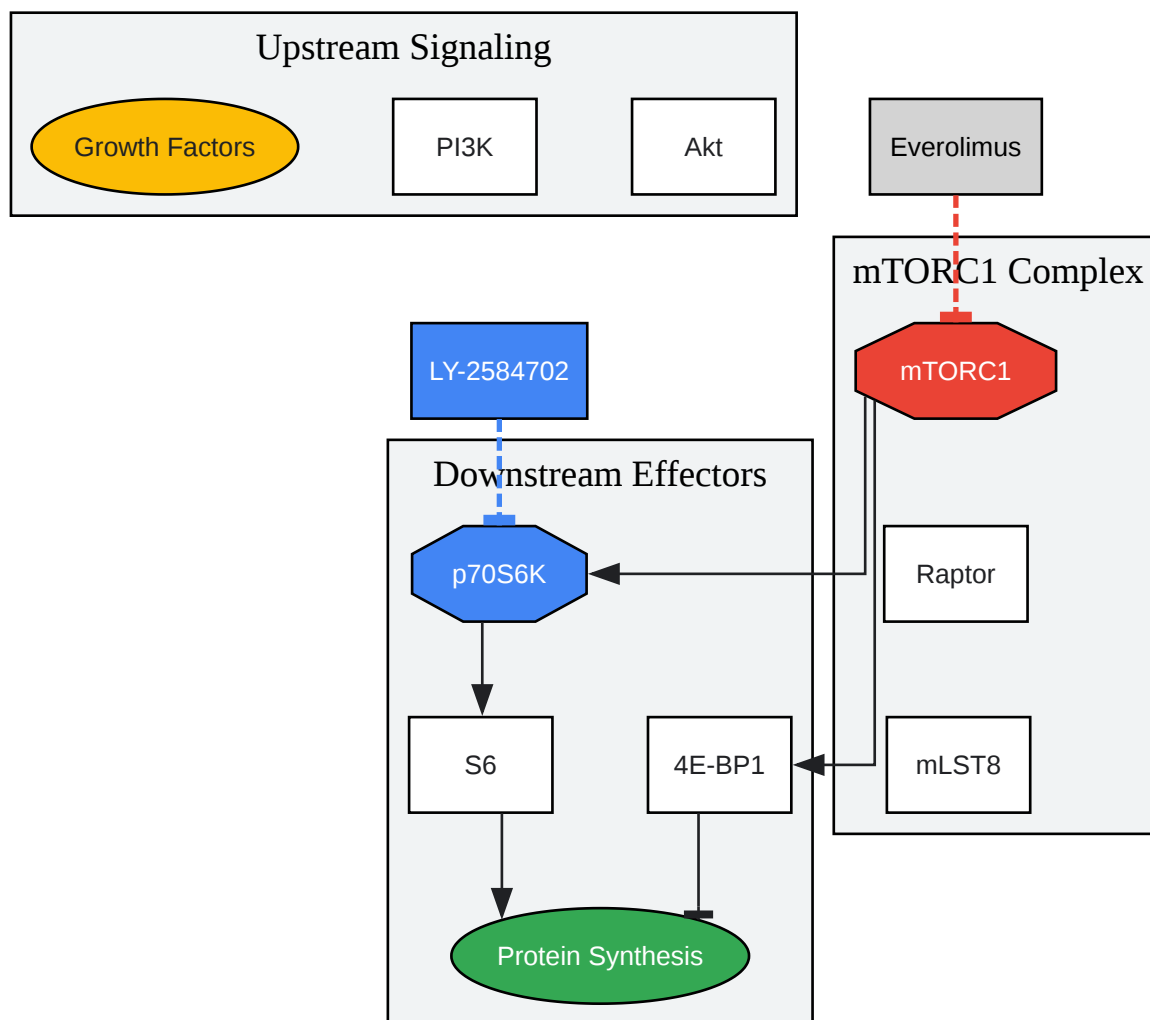 Upstream Signaling
Growth Factors
PI3K
Akt
Everolimus
mTORC1 Complex
LY-2584702
mTORC1
Downstream Effectors
p70S6K
Raptor
S6
4E-BP1
mLST8
Protein Synthesis